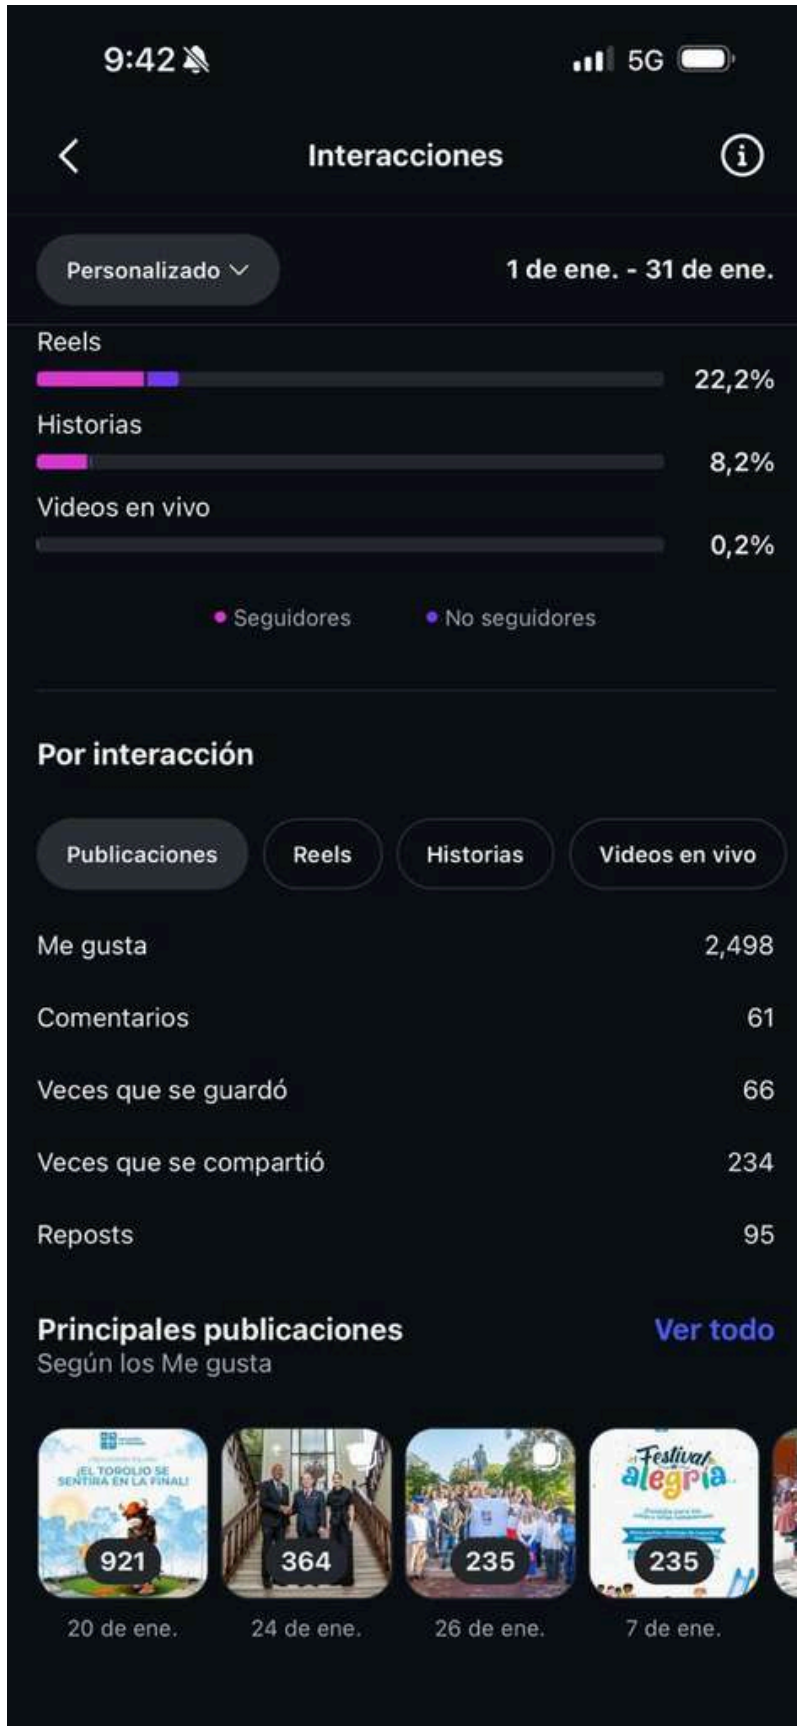 9:42
5G
Interacciones
Personalizado
1 de ene. - 31 de ene.
Reels
22,2%
Historias
8,2%
Videos en vivo
0,2%
Seguidores
No seguidores
Por interacción
Publicaciones
Reels
Historias
Videos en vivo
Me gusta
2,498
Comentarios
61
Veces que se guardó
66
Veces que se compartió
234
Reposts
95
Principales publicaciones
Ver todo
Según los Me gusta
¡EL TOROLIO SE
SENTIRÁ EN LA FINAL!
921
364
235
Festival
alegría
235
20 de ene.
24 de ene.
26 de ene.
7 de ene.